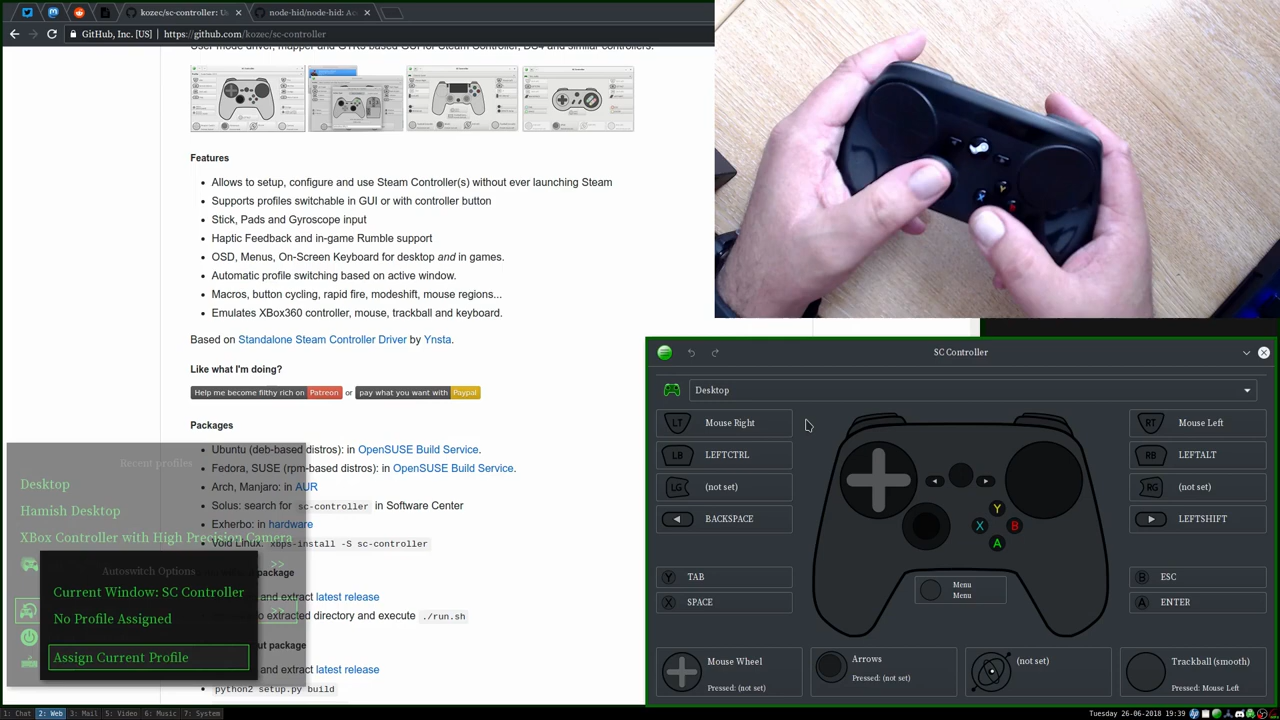 kozec/sc-controller: U
node-hid/node-hid: Acc
GitHub, Inc. [US]
https://github.com/kozec/sc-controller
User mode driver, mapper and GTK3 based GUI for Steam Controller, DS4 and similar controllers.
Features
Allows to setup, configure and use Steam Controller(s) without ever launching Steam
Supports profiles switchable in GUI or with controller button
Stick, Pads and Gyroscope input
Haptic Feedback and in-game Rumble support
OSD, Menus, On-Screen Keyboard for desktop and in games.
Automatic profile switching based on active window.
Macros, button cycling, rapid fire, modeshift, mouse regions...
Emulates XBox360 controller, mouse, trackball and keyboard.
Based on Standalone Steam Controller Driver by Ynsta.
Like what I'm doing?
Help me become filthy rich on Patreon or pay what you want with Paypal
Packages
Ubuntu (deb-based distros): in OpenSUSE Build Service.
Fedora, SUSE (rpm-based distros): in OpenSUSE Build Service.
Arch, Manjaro: in AUR
Solus: search for sc-controller in Software Center
Exherbo: in hardware
Void Linux: xbps-install -S sc-controller
a package
and extract latest release
to extracted directory and execute ./run.sh
out package
and extract latest release
python2 setup.py build
Recent profiles
Desktop
Hamish Desktop
XBox Controller with High Precision Camera
>>
>>
Autoswitch Options
Current Window: SC Controller
No Profile Assigned
Assign Current Profile
X
Y
SC Controller
Desktop
LT Mouse Right
LB LEFTCTRL
LG (not set)
BACKSPACE
Y TAB
X SPACE
RT Mouse Left
RB LEFTALT
RG (not set)
LEFTSHIFT
B ESC
A ENTER
Y
X
B
A
Menu
Menu
Mouse Wheel
Pressed: (not set)
Arrows
Pressed: (not set)
(not set)
Trackball (smooth)
Pressed: Mouse Left
1: Chat
2: Web
3: Mail
5: Video
6: Music
7: System
Tuesday 26-06-2018 19:39